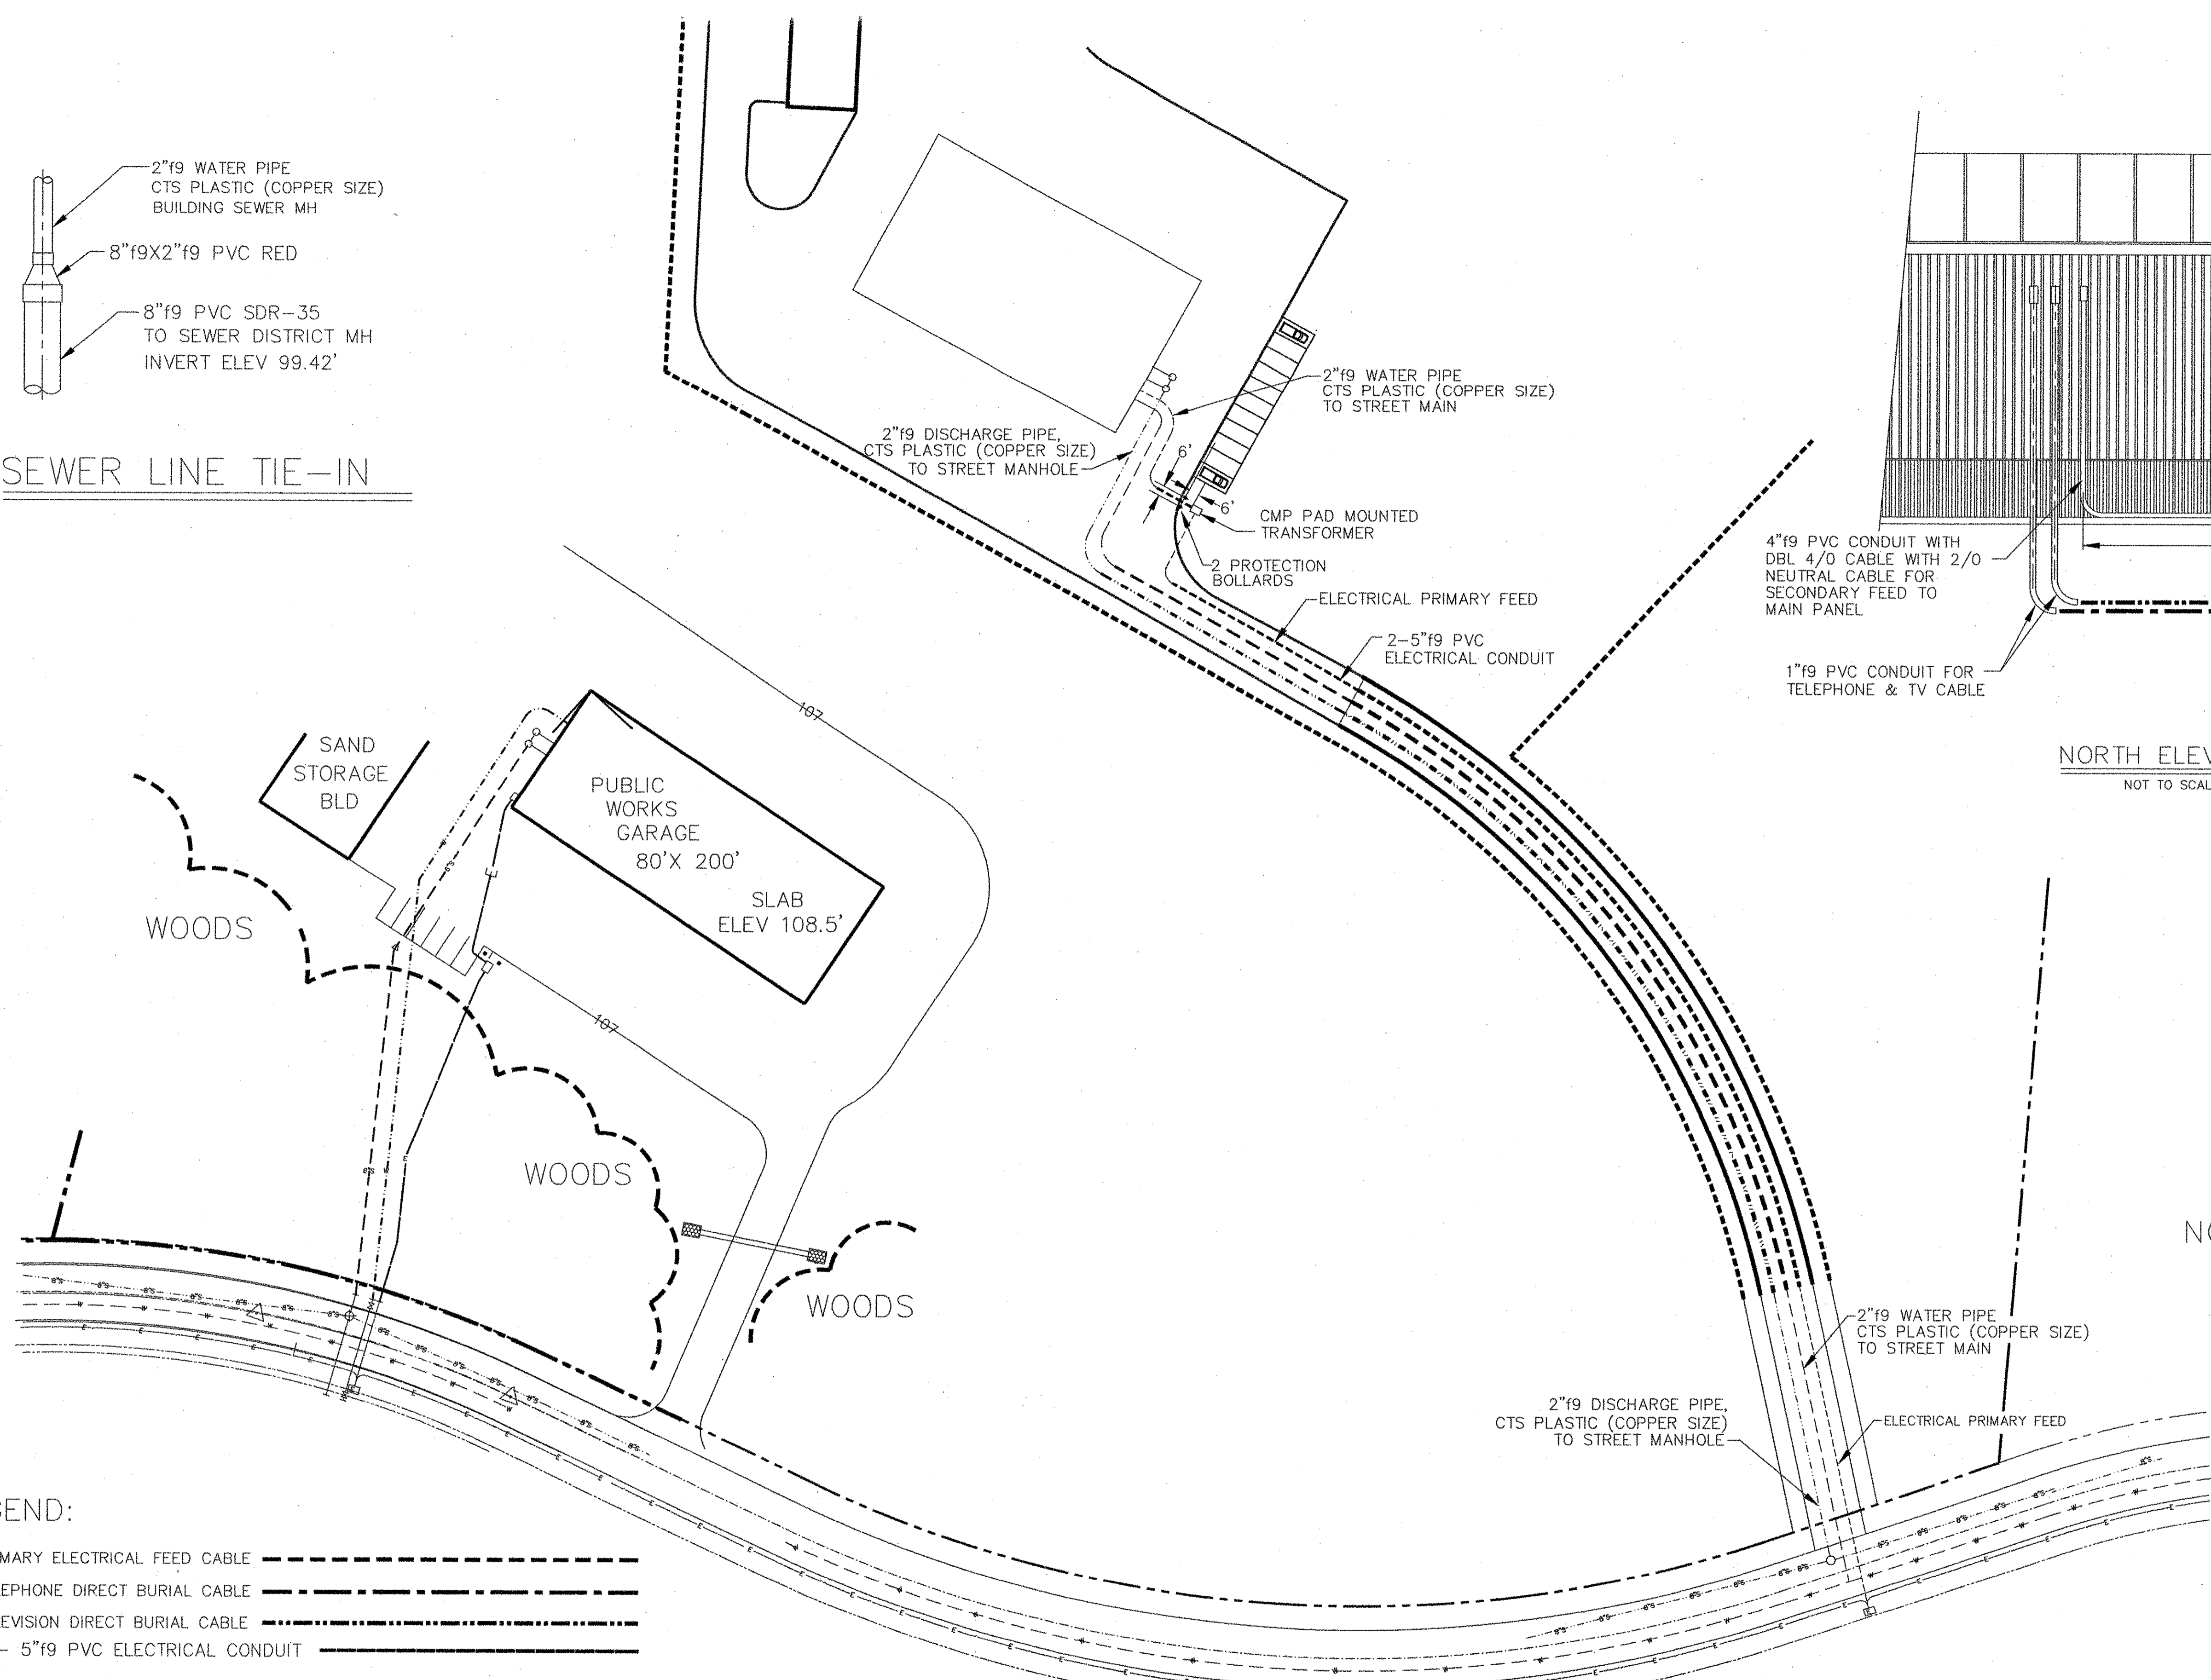 2"f9 WATER PIPE
CTS PLASTIC (COPPER SIZE)
BUILDING SEWER MH
8"f9X2"f9 PVC RED
8"f9 PVC SDR-35
TO SEWER DISTRICT MH
INVERT ELEV 99.42'
SEWER LINE TIE-IN
2"f9 WATER PIPE
CTS PLASTIC (COPPER SIZE)
TO STREET MAIN
2"f9 DISCHARGE PIPE,
CTS PLASTIC (COPPER SIZE)
TO STREET MANHOLE
6'
6'
CMP PAD MOUNTED
TRANSFORMER
2 PROTECTION
BOLLARDS
ELECTRICAL PRIMARY FEED
2-5"f9 PVC
ELECTRICAL CONDUIT
4"f9 PVC CONDUIT WITH
DBL 4/0 CABLE WITH 2/0
NEUTRAL CABLE FOR
SECONDARY FEED TO
MAIN PANEL
1"f9 PVC CONDUIT FOR
TELEPHONE & TV CABLE
NORTH ELEV
NOT TO SCAL
107
SAND
STORAGE
BLD
PUBLIC
WORKS
GARAGE
80'X 200'
SLAB
ELEV 108.5'
WOODS
107
WOODS
WOODS
2"f9 WATER PIPE
CTS PLASTIC (COPPER SIZE)
TO STREET MAIN
2"f9 DISCHARGE PIPE,
CTS PLASTIC (COPPER SIZE)
TO STREET MANHOLE
ELECTRICAL PRIMARY FEED
GEND:
MARY ELECTRICAL FEED CABLE
EPHONE DIRECT BURIAL CABLE
EVISION DIRECT BURIAL CABLE
- 5"f9 PVC ELECTRICAL CONDUIT